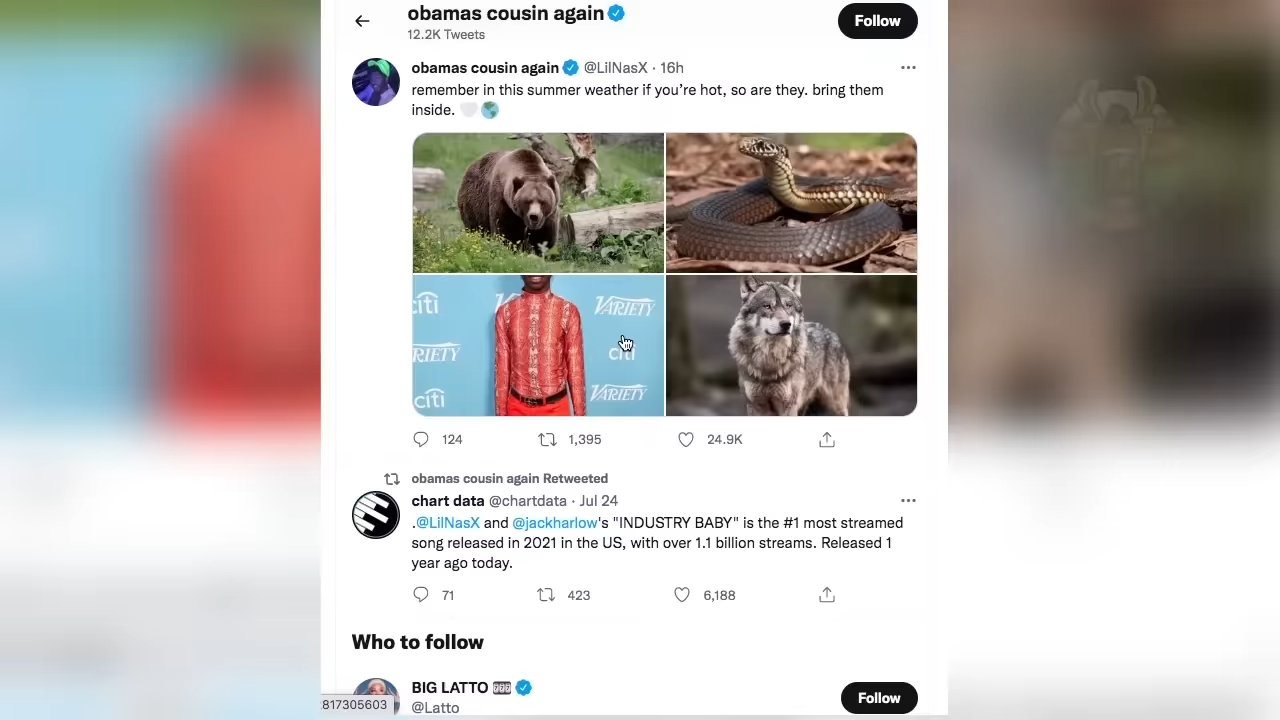 obamas cousin again
12.2K Tweets
Follow
obamas cousin again @LilNasX · 16h
remember in this summer weather if you’re hot, so are they. bring them
inside.
citi
VARIETY
RIETY
citi
citi
VARIETY
124 1,395 24.9K
obamas cousin again Retweeted
chart data @chartdata · Jul 24
.@LilNasX and @jackharlow's "INDUSTRY BABY" is the #1 most streamed
song released in 2021 in the US, with over 1.1 billion streams. Released 1
year ago today.
71 423 6,188
Who to follow
BIG LATTO
@Latto
Follow
817305603